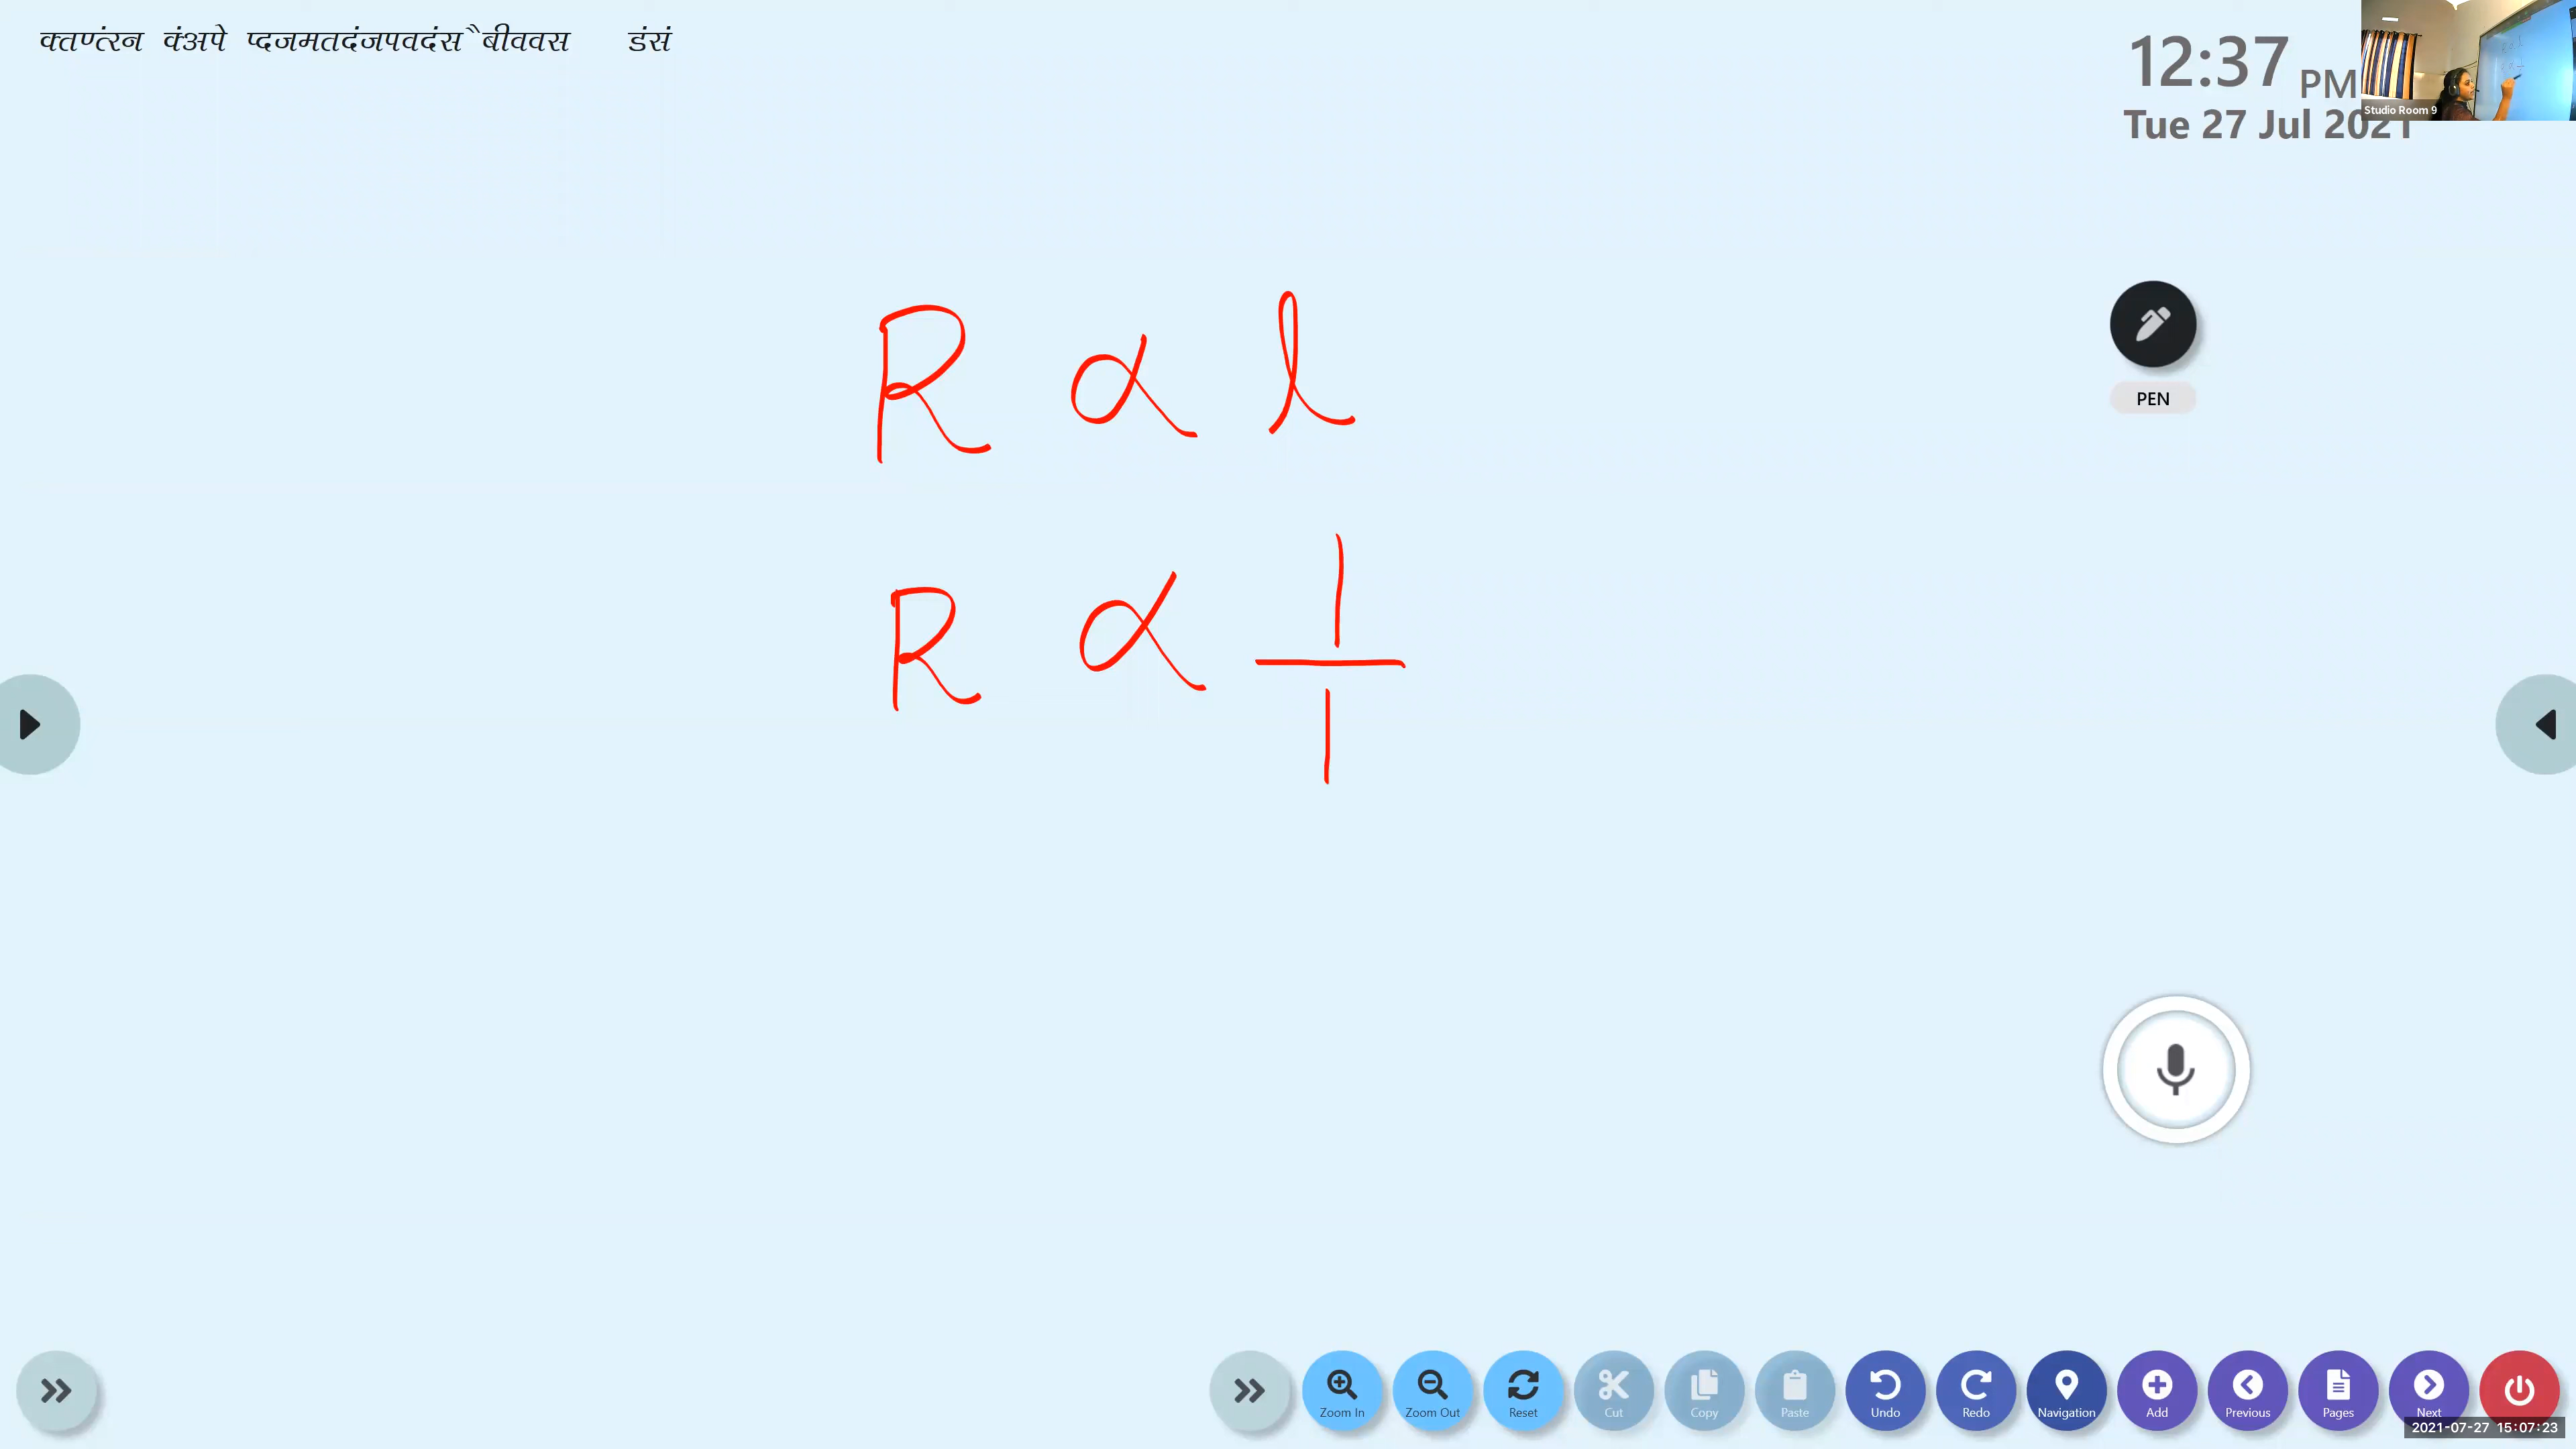 क्तण्ंरन क्ंअपे प्दजमतदंजपवदंस ैबीववस डंसं
12:37 PM
Tue 27 Jul 2021
Studio Room 9
R α l
R α 1/1
PEN
Zoom In Zoom Out Reset Cut Copy Paste Undo Redo Navigation Add Previous Pages Next
2021-07-27 15:07:23